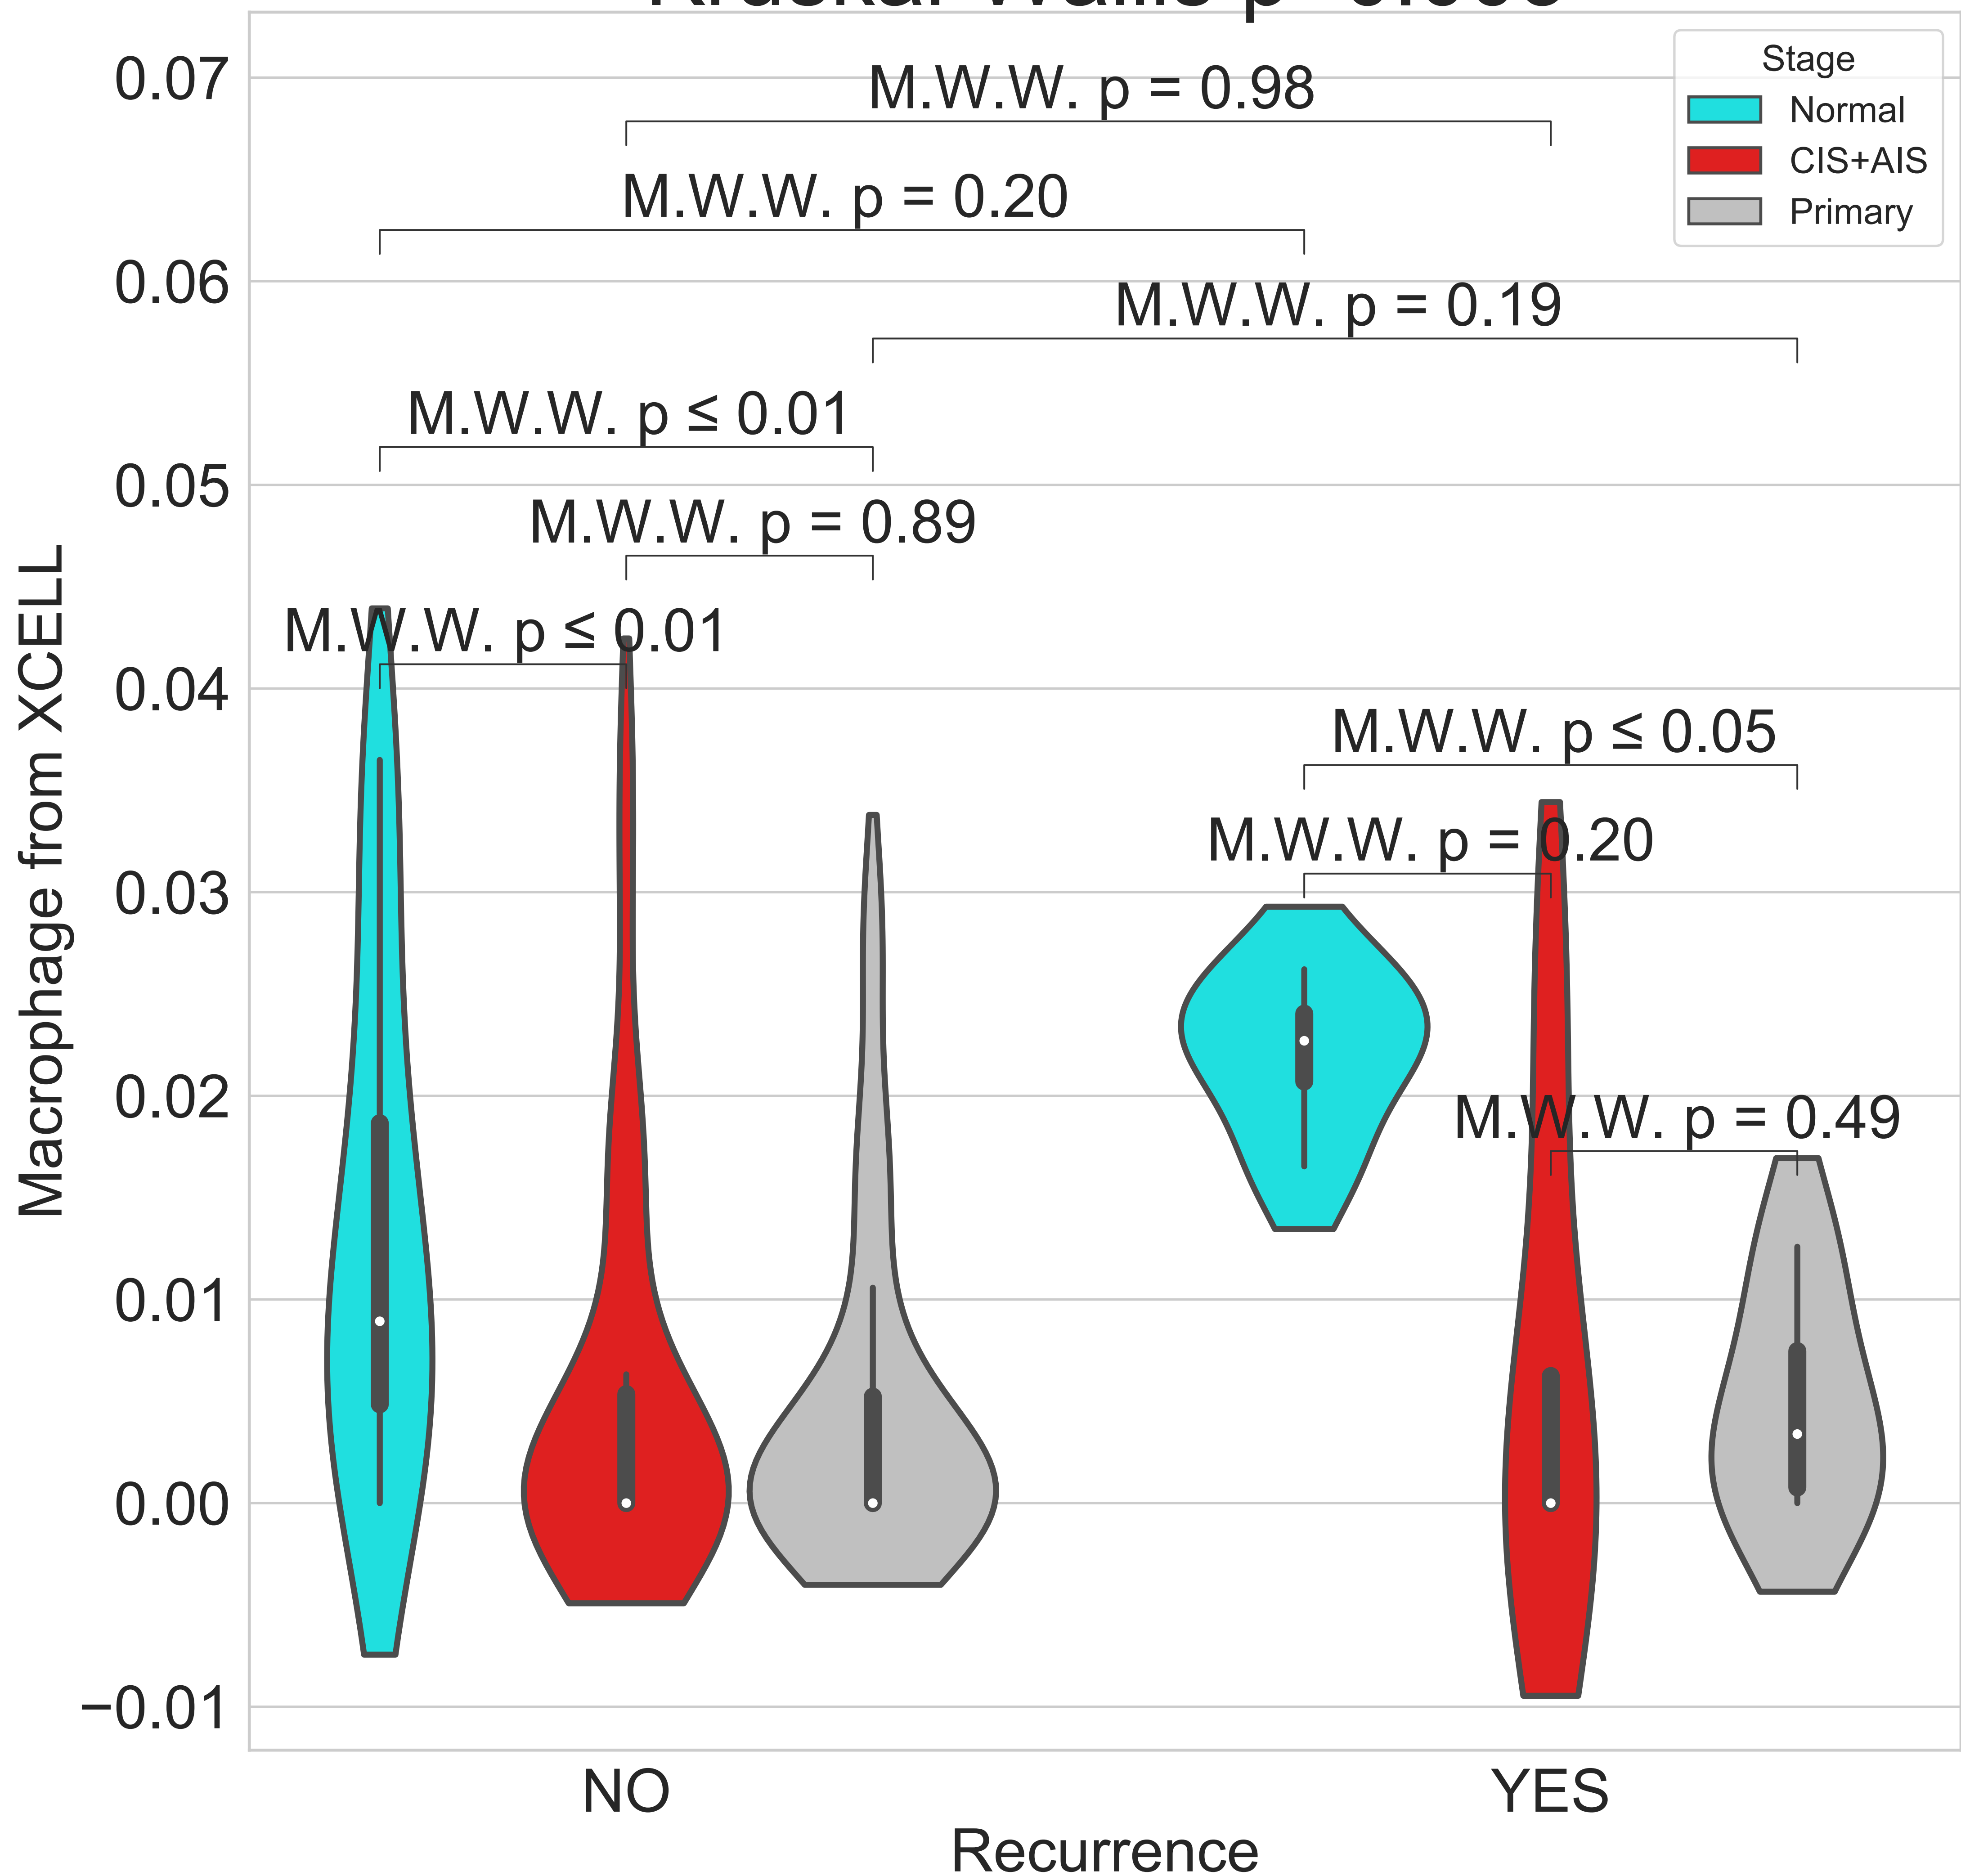 0.07
0.06
0.05
0.04
0.03
0.02
0.01
0.00
−0.01
Macrophage from XCELL
M.W.W. p = 0.98
M.W.W. p = 0.20
M.W.W. p = 0.19
M.W.W. p ≤ 0.01
M.W.W. p = 0.89
M.W.W. p ≤ 0.01
M.W.W. p ≤ 0.05
M.W.W. p = 0.20
M.W.W. p = 0.49
Stage
Normal
CIS+AIS
Primary
NO
YES
Recurrence